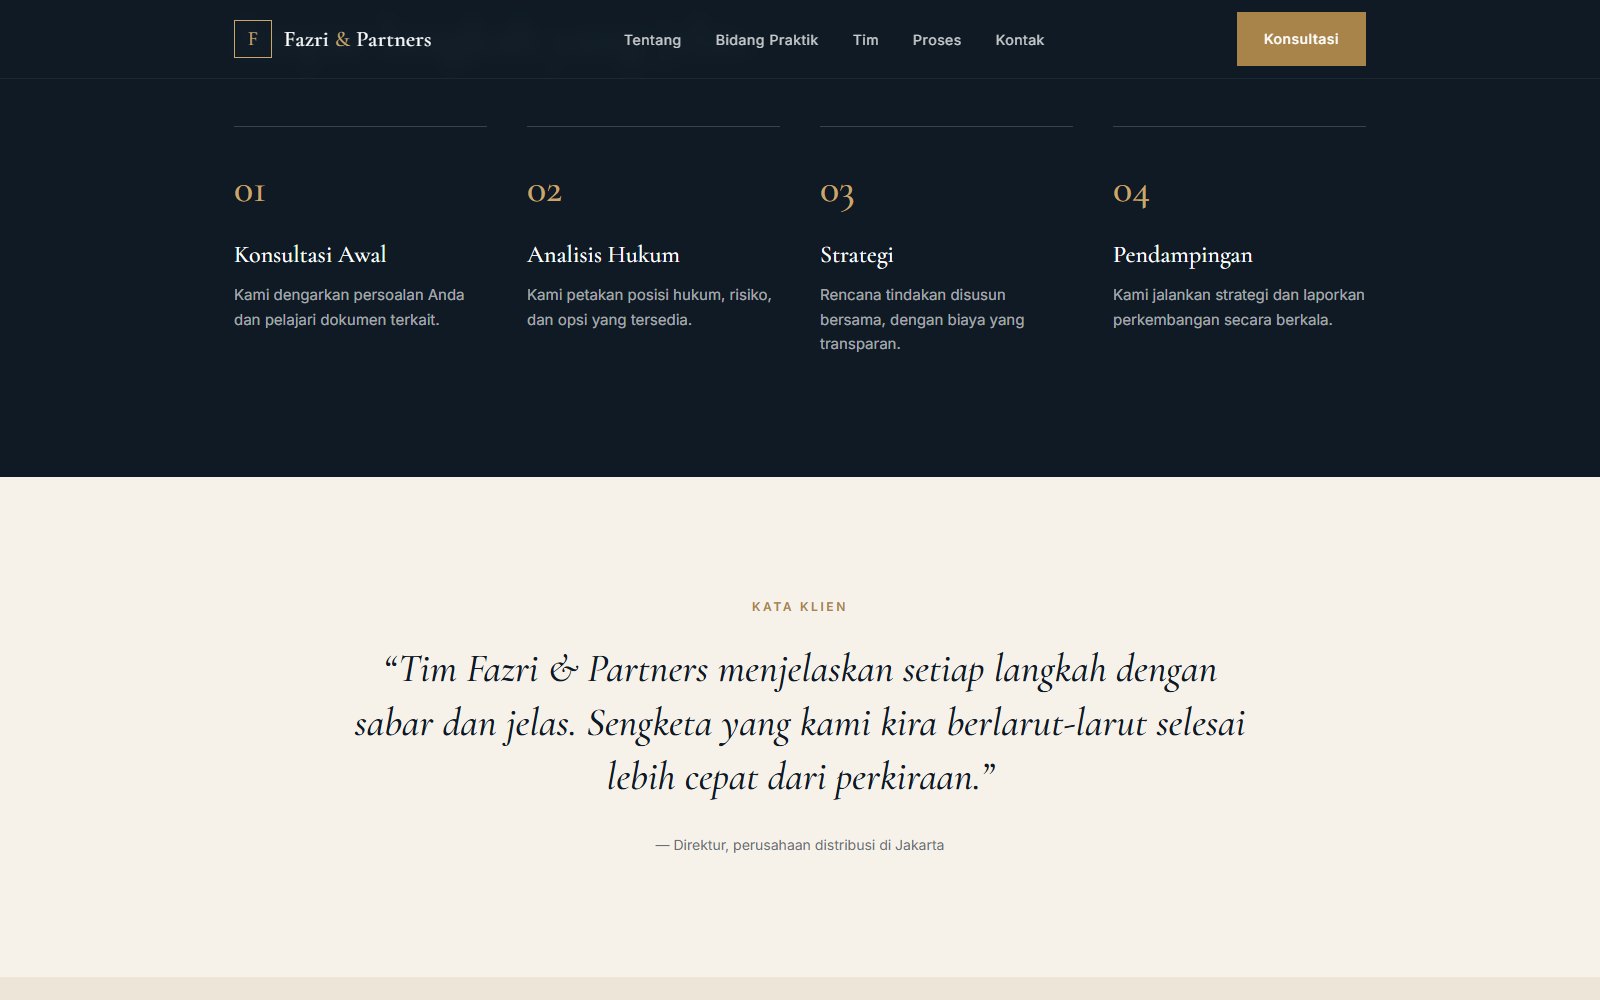 F
Fazri & Partners
Tentang
Bidang Praktik
Tim
Proses
Kontak
Konsultasi
01
Konsultasi Awal
Kami dengarkan persoalan Anda
dan pelajari dokumen terkait.
02
Analisis Hukum
Kami petakan posisi hukum, risiko,
dan opsi yang tersedia.
03
Strategi
Rencana tindakan disusun
bersama, dengan biaya yang
transparan.
04
Pendampingan
Kami jalankan strategi dan laporkan
perkembangan secara berkala.
KATA KLIEN
“Tim Fazri & Partners menjelaskan setiap langkah dengan
sabar dan jelas. Sengketa yang kami kira berlarut-larut selesai
lebih cepat dari perkiraan.”
— Direktur, perusahaan distribusi di Jakarta